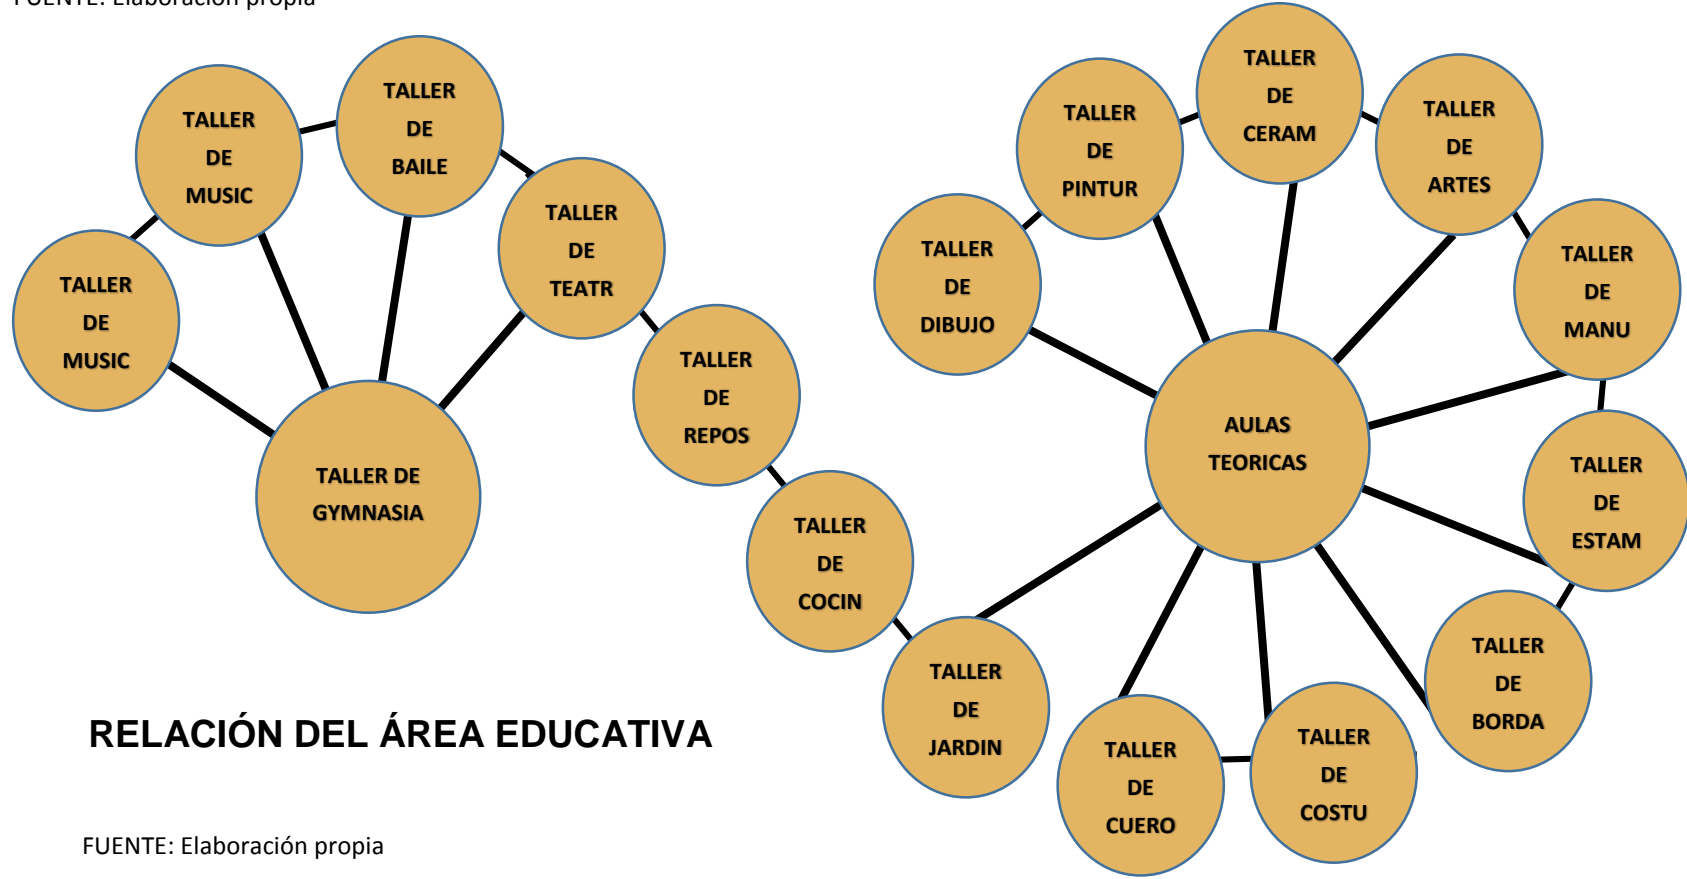 FUENTE: Elaboración propia
TALLER
DE
MUSIC
TALLER
DE
MUSIC
TALLER
DE
BAILE
TALLER
DE
TEATR
TALLER DE
GYMNASIA
TALLER
DE
REPOS
TALLER
DE
COCIN
TALLER
DE
JARDIN
TALLER
DE
DIBUJO
TALLER
DE
PINTUR
TALLER
DE
CERAM
TALLER
DE
ARTES
TALLER
DE
MANU
AULAS
TEORICAS
TALLER
DE
ESTAM
TALLER
DE
BORDA
TALLER
DE
COSTU
TALLER
DE
CUERO
RELACIÓN DEL ÁREA EDUCATIVA
FUENTE: Elaboración propia